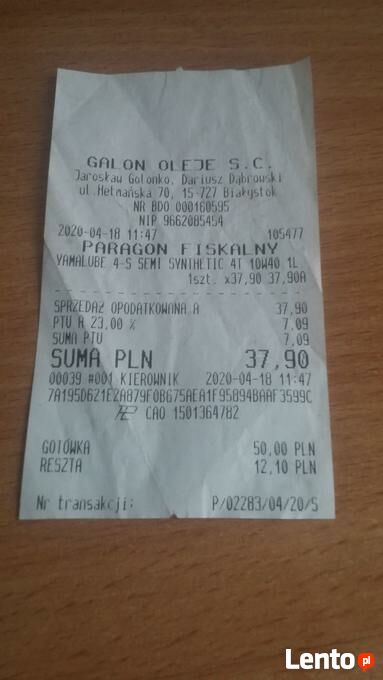 GALON OLEJE S.C.
Jarosław Golonko, Dariusz Dąbrowski
ul.Hetmańska 70, 15-727 Białystok
NR BDO 000160595
NIP 9662085454
2020-04-18 11:47 105477
PARAGON FISKALNY
YAMALUBE 4-S SEMI SYNTHETIC 4T 10W40 1L
1szt. x37,90 37,90A
SPRZEDAŻ OPODATKOWANA A 37,90
PTU A 23,00 % 7,09
SUMA PTU 7,09
SUMA PLN 37,90
00039 #001 KIEROWNIK 2020-04-18 11:47
7A195D621E2A879F0BG75AEA1F95894BAAF3599C
CAO 1501364782
GOTÓWKA 50,00 PLN
RESZTA 12,10 PLN
Nr transakcji: P/02283/04/20/S
Lento.pl